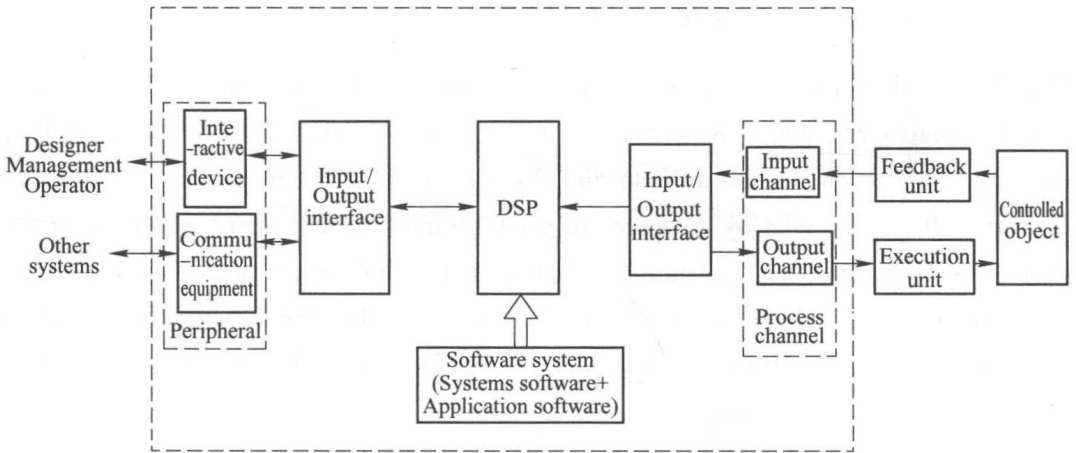 Designer
Management
Operator
Other
systems
Inte
-ractive
device
Commu
-nication
equipment
Peripheral
Input/
Output
interface
DSP
Software system
(Systems software+
Application software)
Input/
Output
interface
Input
channel
Output
channel
Process
channel
Feedback
unit
Execution
unit
Controlled
object